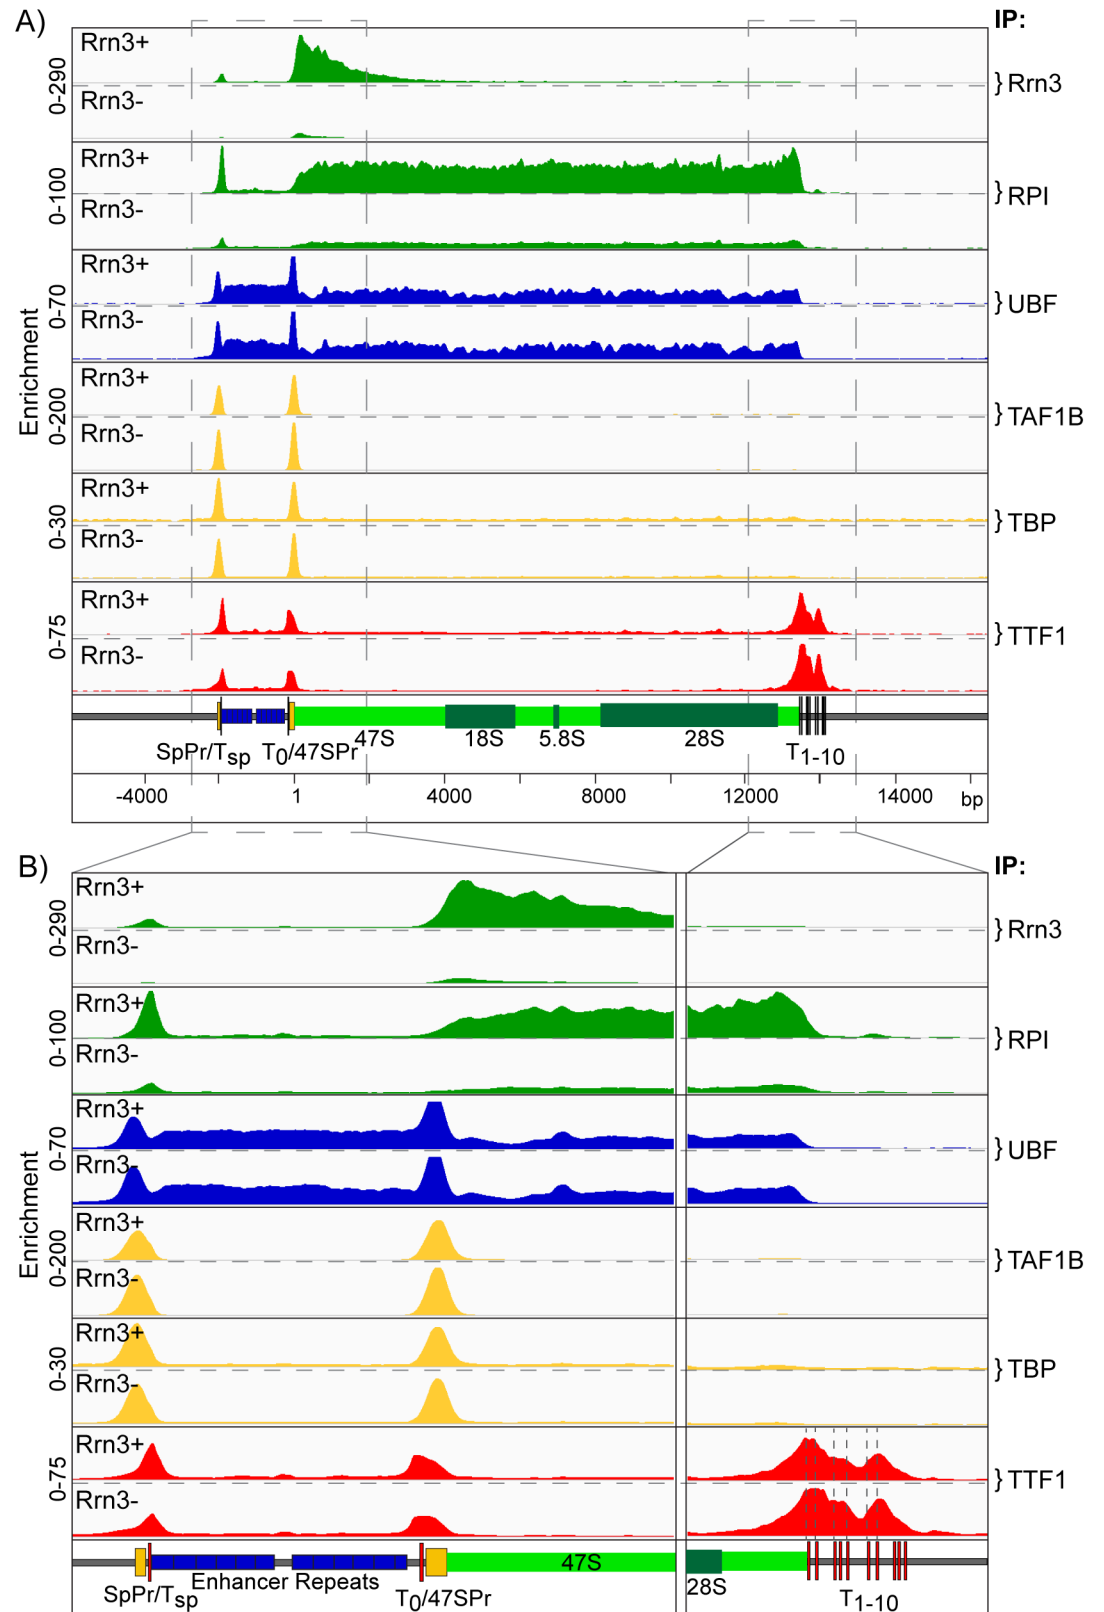 A)
IP:
Rrn3+
0-290
} Rrn3
Rrn3-
Rrn3+
0-100
} RPI
Rrn3-
Rrn3+
0-70
} UBF
Rrn3-
Enrichment
Rrn3+
0-200
} TAF1B
Rrn3-
Rrn3+
0-30
} TBP
Rrn3-
Rrn3+
0-75
} TTF1
Rrn3-
47S 18S 5.8S 28S
SpPr/Tsp T0/47SPr T1-10
-4000 1 4000 8000 12000 14000 bp
B)
IP:
Rrn3+
0-290
} Rrn3
Rrn3-
Rrn3+
0-100
} RPI
Rrn3-
Rrn3+
0-70
} UBF
Rrn3-
Enrichment
Rrn3+
0-200
} TAF1B
Rrn3-
Rrn3+
0-30
} TBP
Rrn3-
Rrn3+
0-75
} TTF1
Rrn3-
47S
Enhancer Repeats 28S
SpPr/Tsp T0/47SPr T1-10